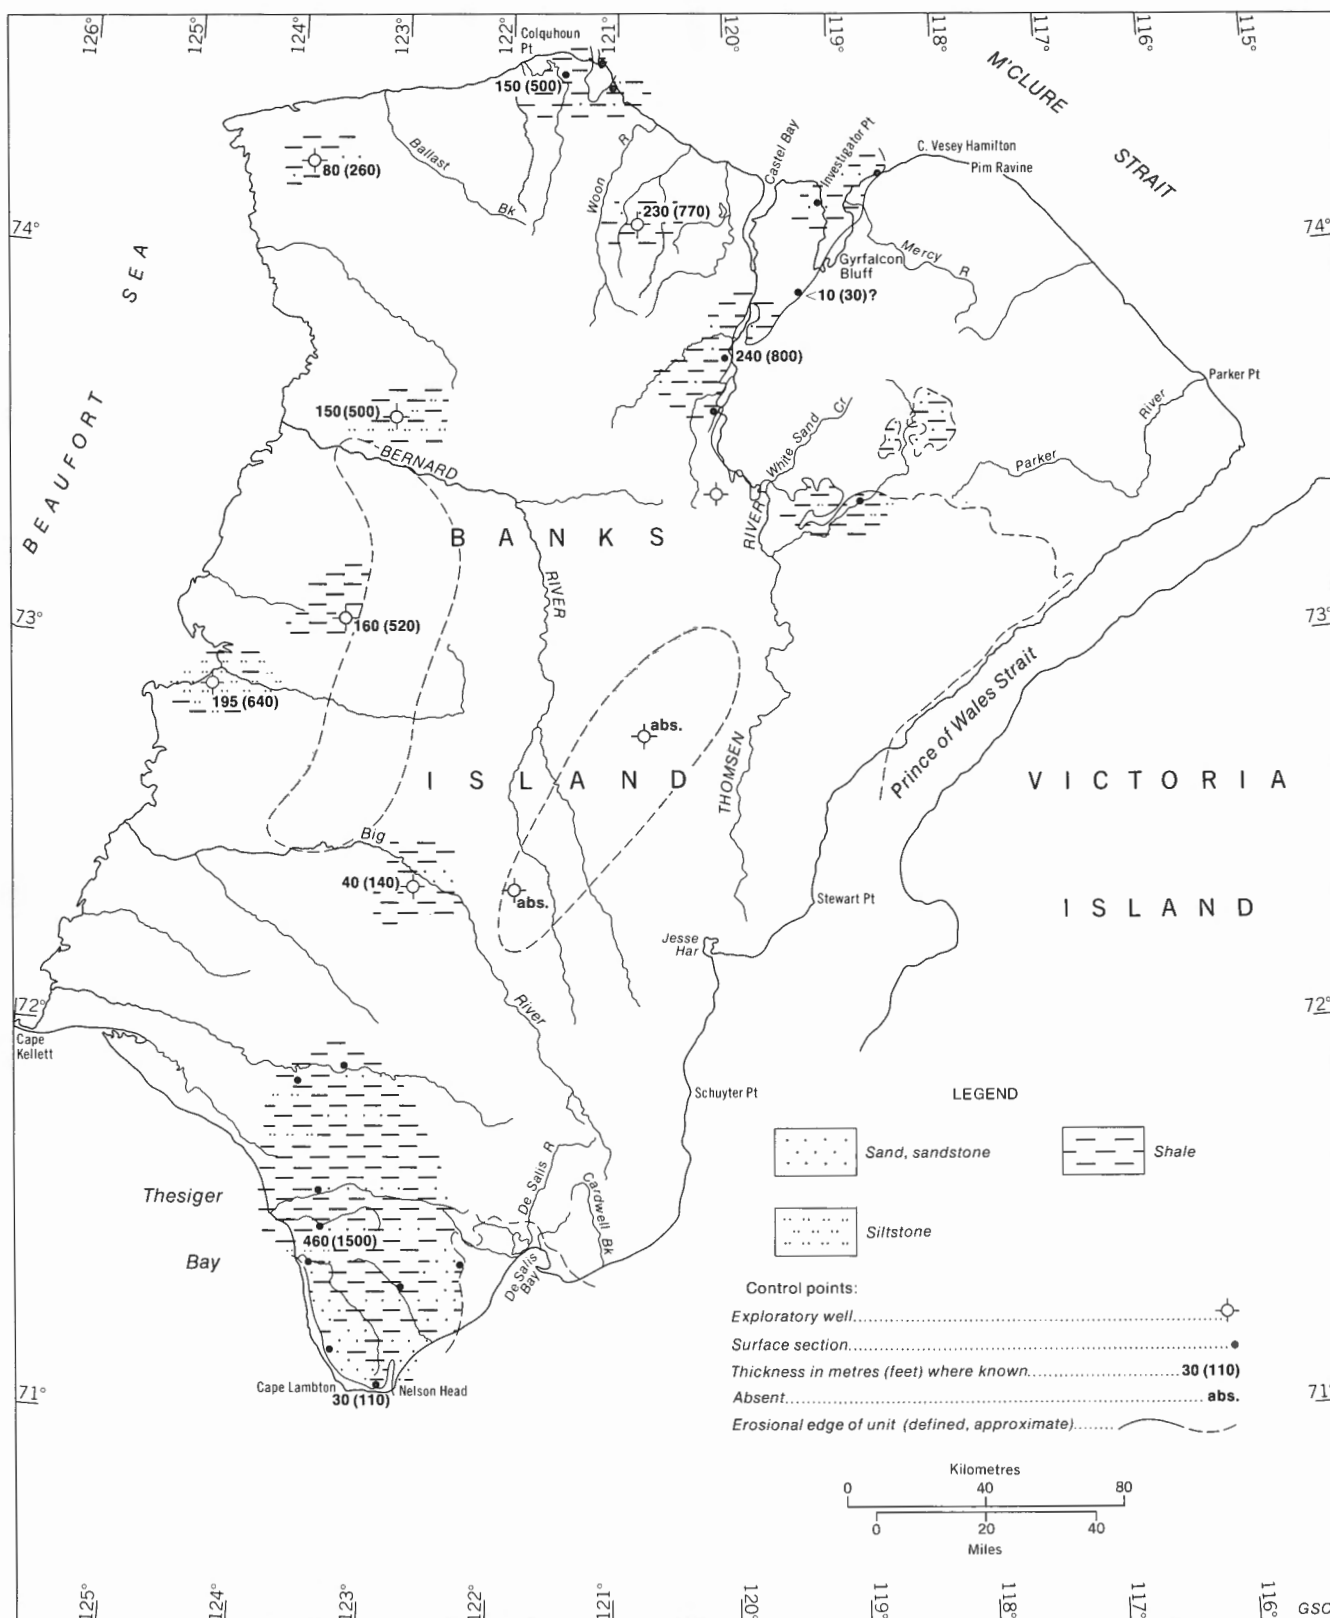 126° 125° 124° 123° 122° 121° 120° 119° 118° 117° 116° 115°
Colquhoun
Pt
M'CLURE
STRAIT
150 (500)
80 (260)
Ballast
Bk
Woon R
230 (770)
Castel Bay
Investigator Pt
C. Vesey Hamilton
Pim Ravine
74°
74°
Mercy R
Gyrfalcon
Bluff
<10 (30)?
240 (800)
BEAUFORT SEA
150 (500)
BERNARD
RIVER
White Sand Cr.
Parker Pt
Parker River
BANKS
RIVER
73°
73°
160 (520)
195 (640)
abs.
THOMSEN
Prince of Wales Strait
ISLAND
VICTORIA
ISLAND
Big
River
40 (140)
abs.
Stewart Pt
Jesse
Har
72°
72°
Cape
Kellett
Schuyter Pt
LEGEND
Sand, sandstone
Shale
Siltstone
Thesiger
Bay
De Salis R
Cardwell Bk
460 (1500)
De Salis
Bay
Control points:
Exploratory well
Surface section
Thickness in metres (feet) where known 30 (110)
Absent abs.
Erosional edge of unit (defined, approximate)
71°
71°
Cape Lambton
Nelson Head
30 (110)
Kilometres
0 40 80
0 20 40
Miles
125° 124° 123° 122° 121° 120° 119° 118° 117° 116°
GSC